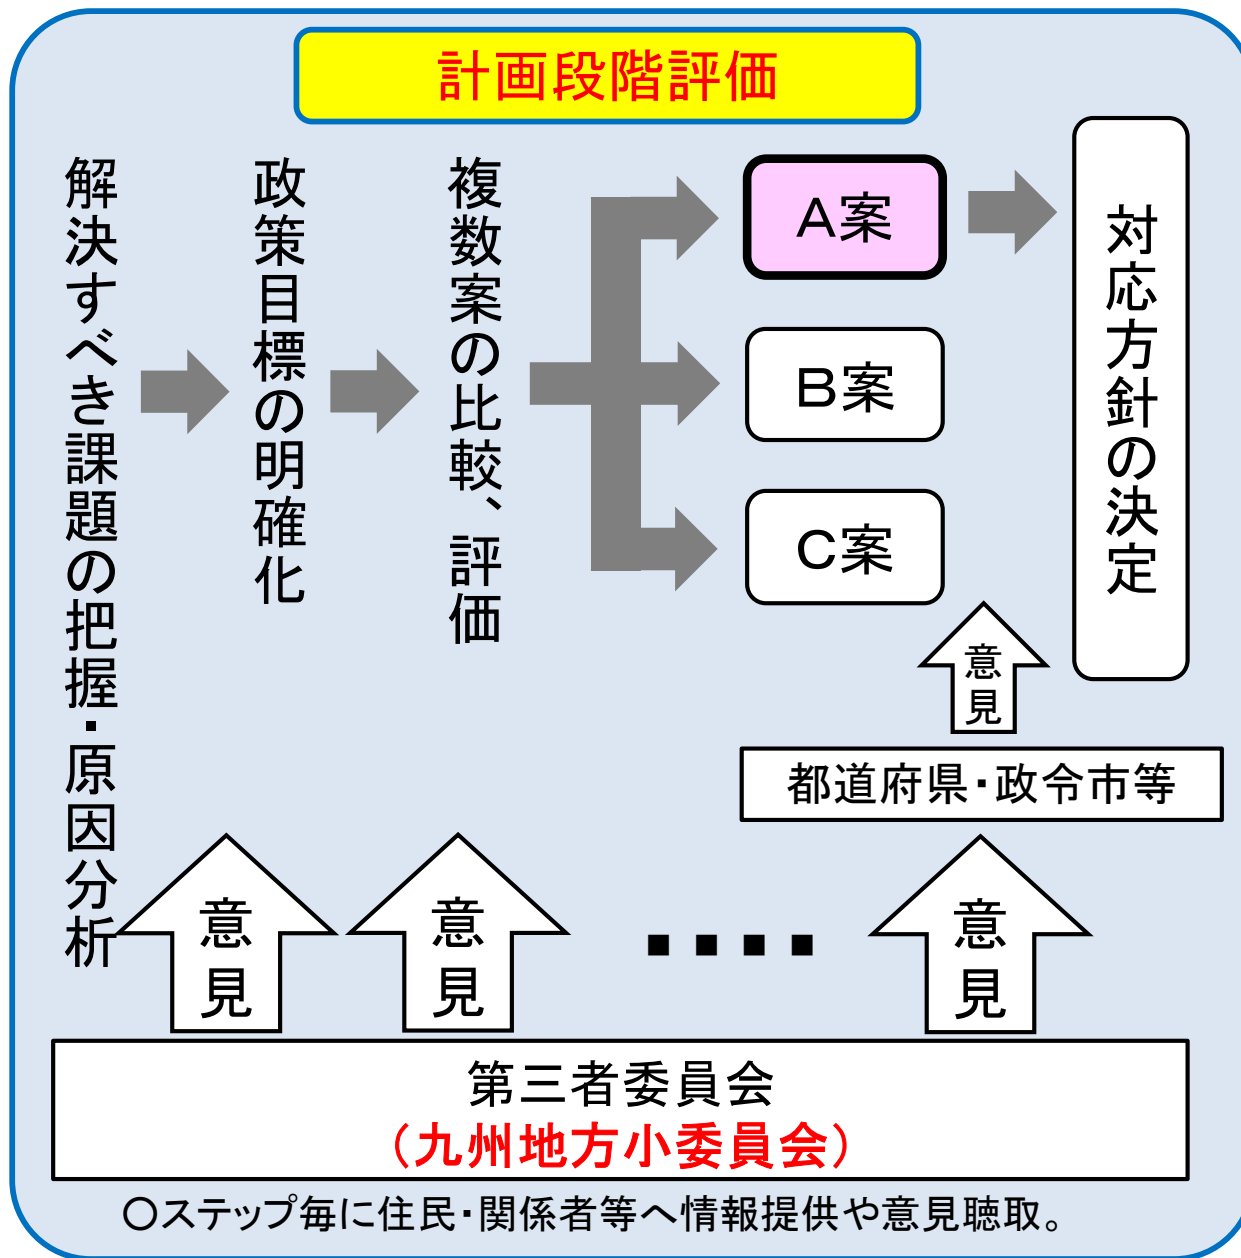 計画段階評価
解決すべき課題の把握・原因分析
政策目標の明確化
複数案の比較、評価
A案
B案
C案
対応方針の決定
意見
都道府県・政令市等
意見
意見
・・・・
意見
第三者委員会
(九州地方小委員会)
○ステップ毎に住民・関係者等へ情報提供や意見聴取。